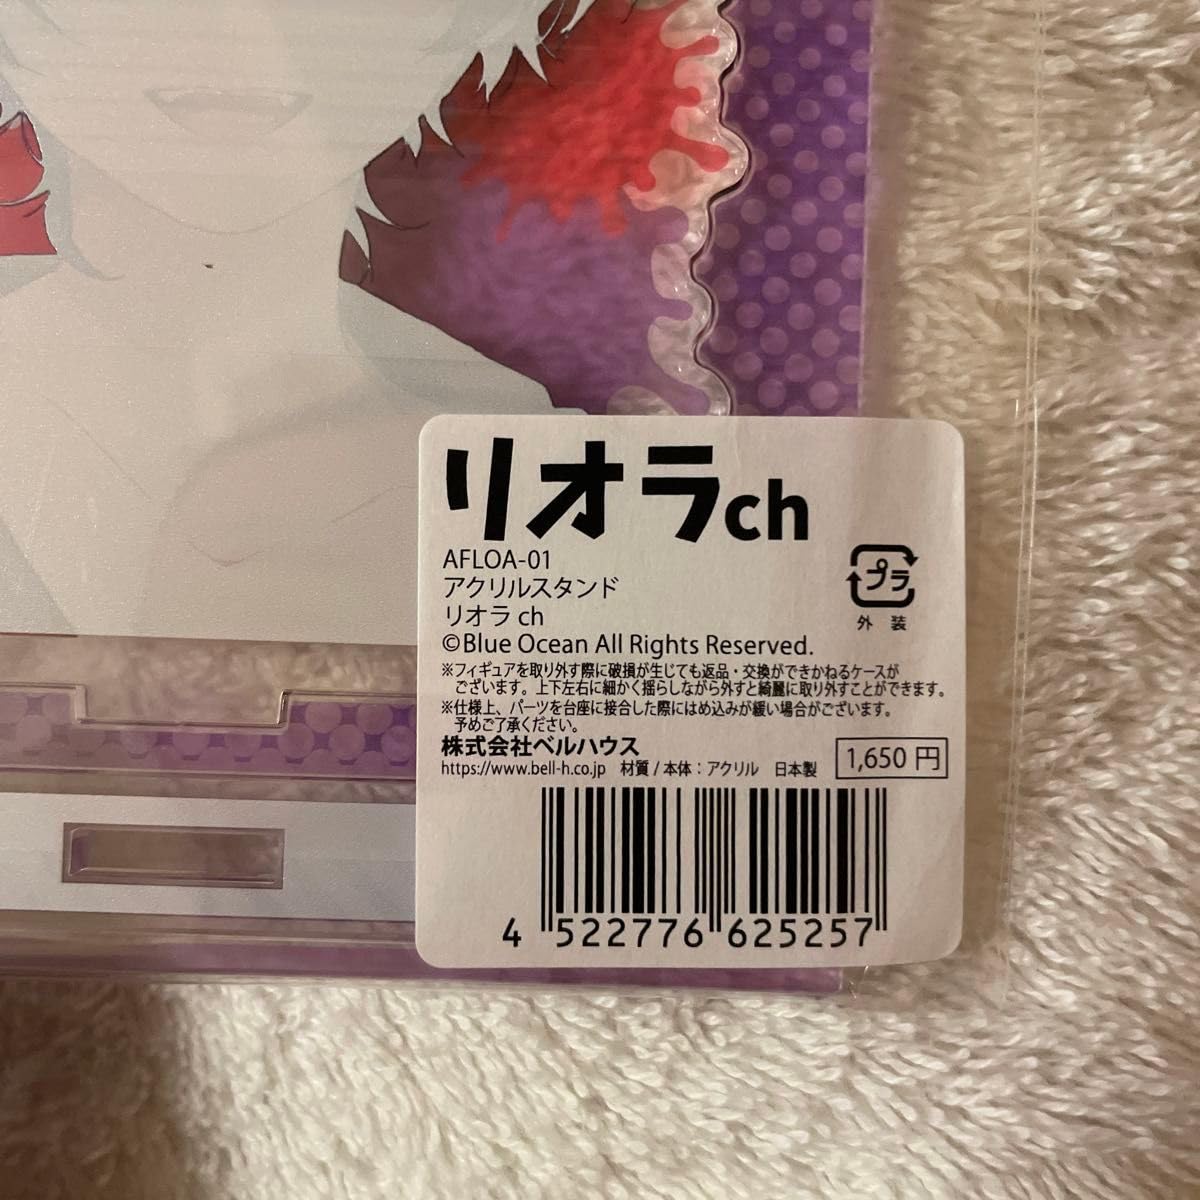 リオラch
AFLOA-01
アクリルスタンド
リオラ ch
©Blue Ocean All Rights Reserved.
プラ
外 装
※フィギュアを取り外す際に破損が生じても返品・交換ができかねるケースが
ございます。上下左右に細かく揺らしながら外すと綺麗に取り外すことができます。
※仕様上、パーツを台座に接合した際にはめ込みが緩い場合がございます。
予めご了承ください。
株式会社ベルハウス
https://www.bell-h.co.jp 材質/本体：アクリル 日本製
1,650 円
4 522776 625257